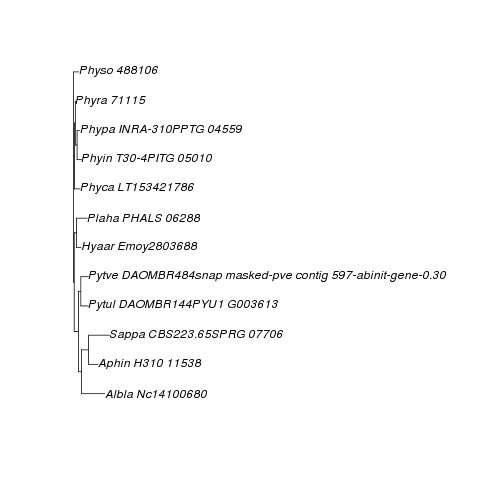 Physo 488106
Phyra 71115
Phypa INRA-310PPTG 04559
Phyin T30-4PITG 05010
Phyca LT153421786
Plaha PHALS 06288
Hyaar Emoy2803688
Pytve DAOMBR484snap masked-pve contig 597-abinit-gene-0.30
Pytul DAOMBR144PYU1 G003613
Sappa CBS223.65SPRG 07706
Aphin H310 11538
Albla Nc14100680